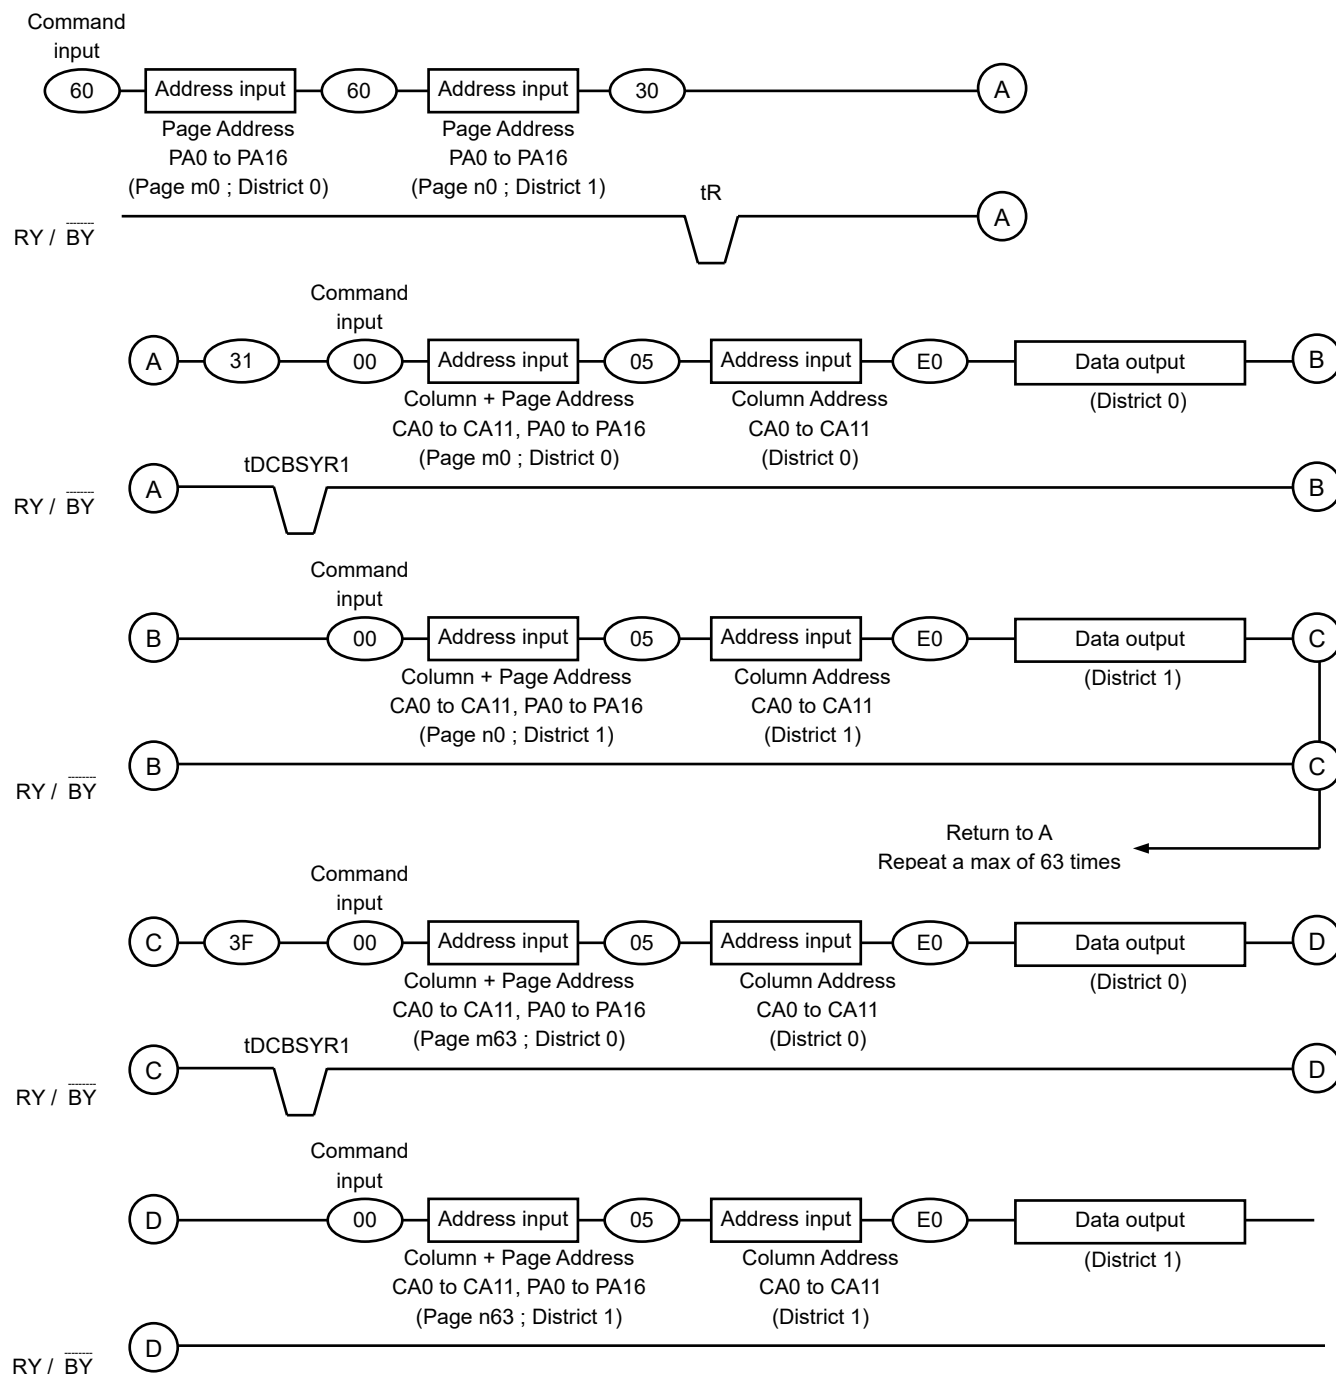 Command
input
60 Address input 60 Address input 30 A
Page Address Page Address
PA0 to PA16 PA0 to PA16
(Page m0 ; District 0) (Page n0 ; District 1)
tR
A
RY / BY
Command
input
A 31 00 Address input 05 Address input E0 Data output B
Column + Page Address Column Address (District 0)
CA0 to CA11, PA0 to PA16 CA0 to CA11
(Page m0 ; District 0) (District 0)
tDCBSYR1
A B
RY / BY
Command
input
B 00 Address input 05 Address input E0 Data output C
Column + Page Address Column Address (District 1)
CA0 to CA11, PA0 to PA16 CA0 to CA11
(Page n0 ; District 1) (District 1)
B C
RY / BY
Return to A
Repeat a max of 63 times
Command
input
C 3F 00 Address input 05 Address input E0 Data output D
Column + Page Address Column Address (District 0)
CA0 to CA11, PA0 to PA16 CA0 to CA11
(Page m63 ; District 0) (District 0)
tDCBSYR1
C D
RY / BY
Command
input
D 00 Address input 05 Address input E0 Data output
Column + Page Address Column Address (District 1)
CA0 to CA11, PA0 to PA16 CA0 to CA11
(Page n63 ; District 1) (District 1)
D
RY / BY